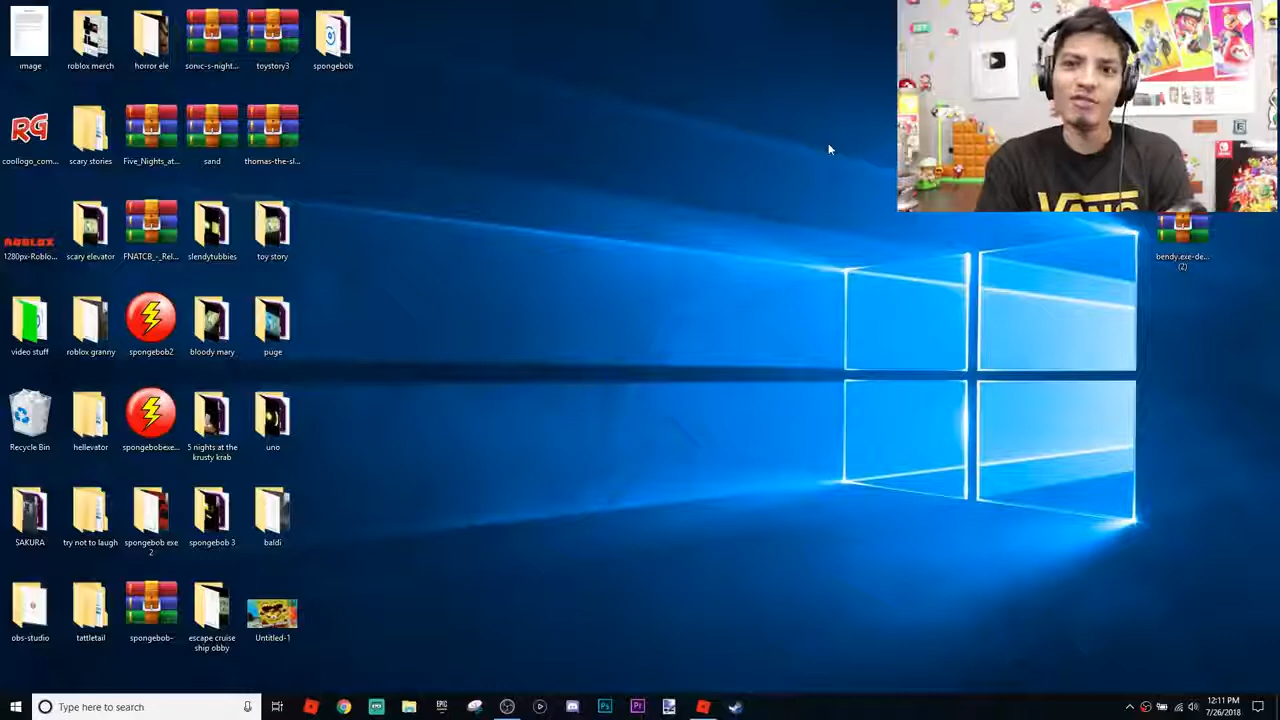 image
roblox merch
horror ele
sonic-s-night...
toystory3
spongebob
RG
coollogo_com...
scary stories
Five_Nights_at...
sand
thomas-the-sl...
ROBLOX
1280px-Roblo...
scary elevator
FNATCB_-_Rel...
slendytubbies
toy story
video stuff
roblox granny
spongebob2
bloody mary
puge
Recycle Bin
hellevator
spongebobexe...
5 nights at the
krusty krab
uno
SAKURA
try not to laugh
spongebob exe
2
spongebob 3
baldi
obs-studio
tattletail
spongebob-
escape cruise
ship obby
Untitled-1
VANS
bendy.exe-de...
(2)
Type here to search
EPIC
Ps
Pr
12:11 PM
7/26/2018